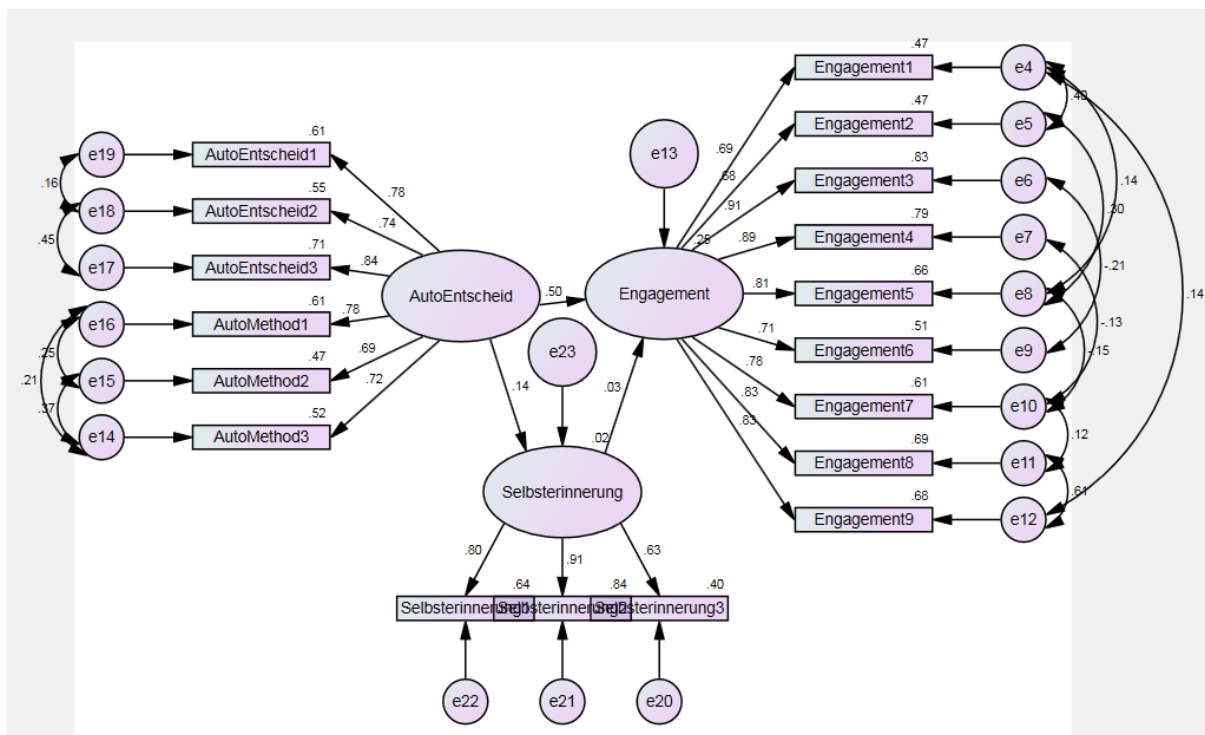 .47
Engagement1
e4
.40
.47
Engagement2
e5
e13
.69
.68
.61
e19
AutoEntscheid1
.83
Engagement3
e6
.16
.78
.91
.14
.55
e18
AutoEntscheid2
.74
.25
.79
.89
Engagement4
e7
.30
.45
.71
e17
AutoEntscheid3
.84
-.21
AutoEntscheid
.50
Engagement
.81
.66
Engagement5
e8
.14
.61
e16
AutoMethod1
.78
-.13
.25
.47
.69
e23
.71
.51
Engagement6
e9
-.15
.21
e15
AutoMethod2
.72
.14
.03
.78
.61
Engagement7
e10
.37
.52
e14
AutoMethod3
.02
.83
.83
.12
.69
Engagement8
e11
Selbsterinnerung
.61
.68
Engagement9
e12
.80
.91
.63
.64
.84
.40
Selbsterinnerung1
Selbsterinnerung2
Selbsterinnerung3
e22
e21
e20